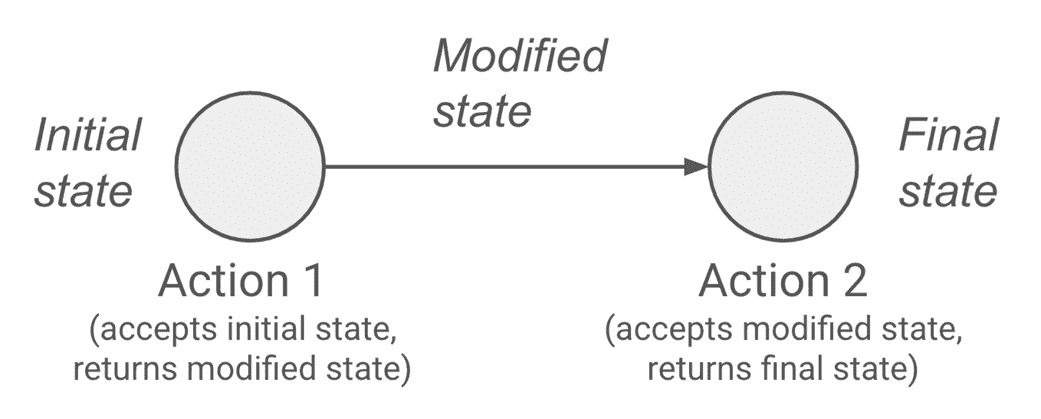 Modified
state
Initial
state
Final
state
Action 1
(accepts initial state,
returns modified state)
Action 2
(accepts modified state,
returns final state)